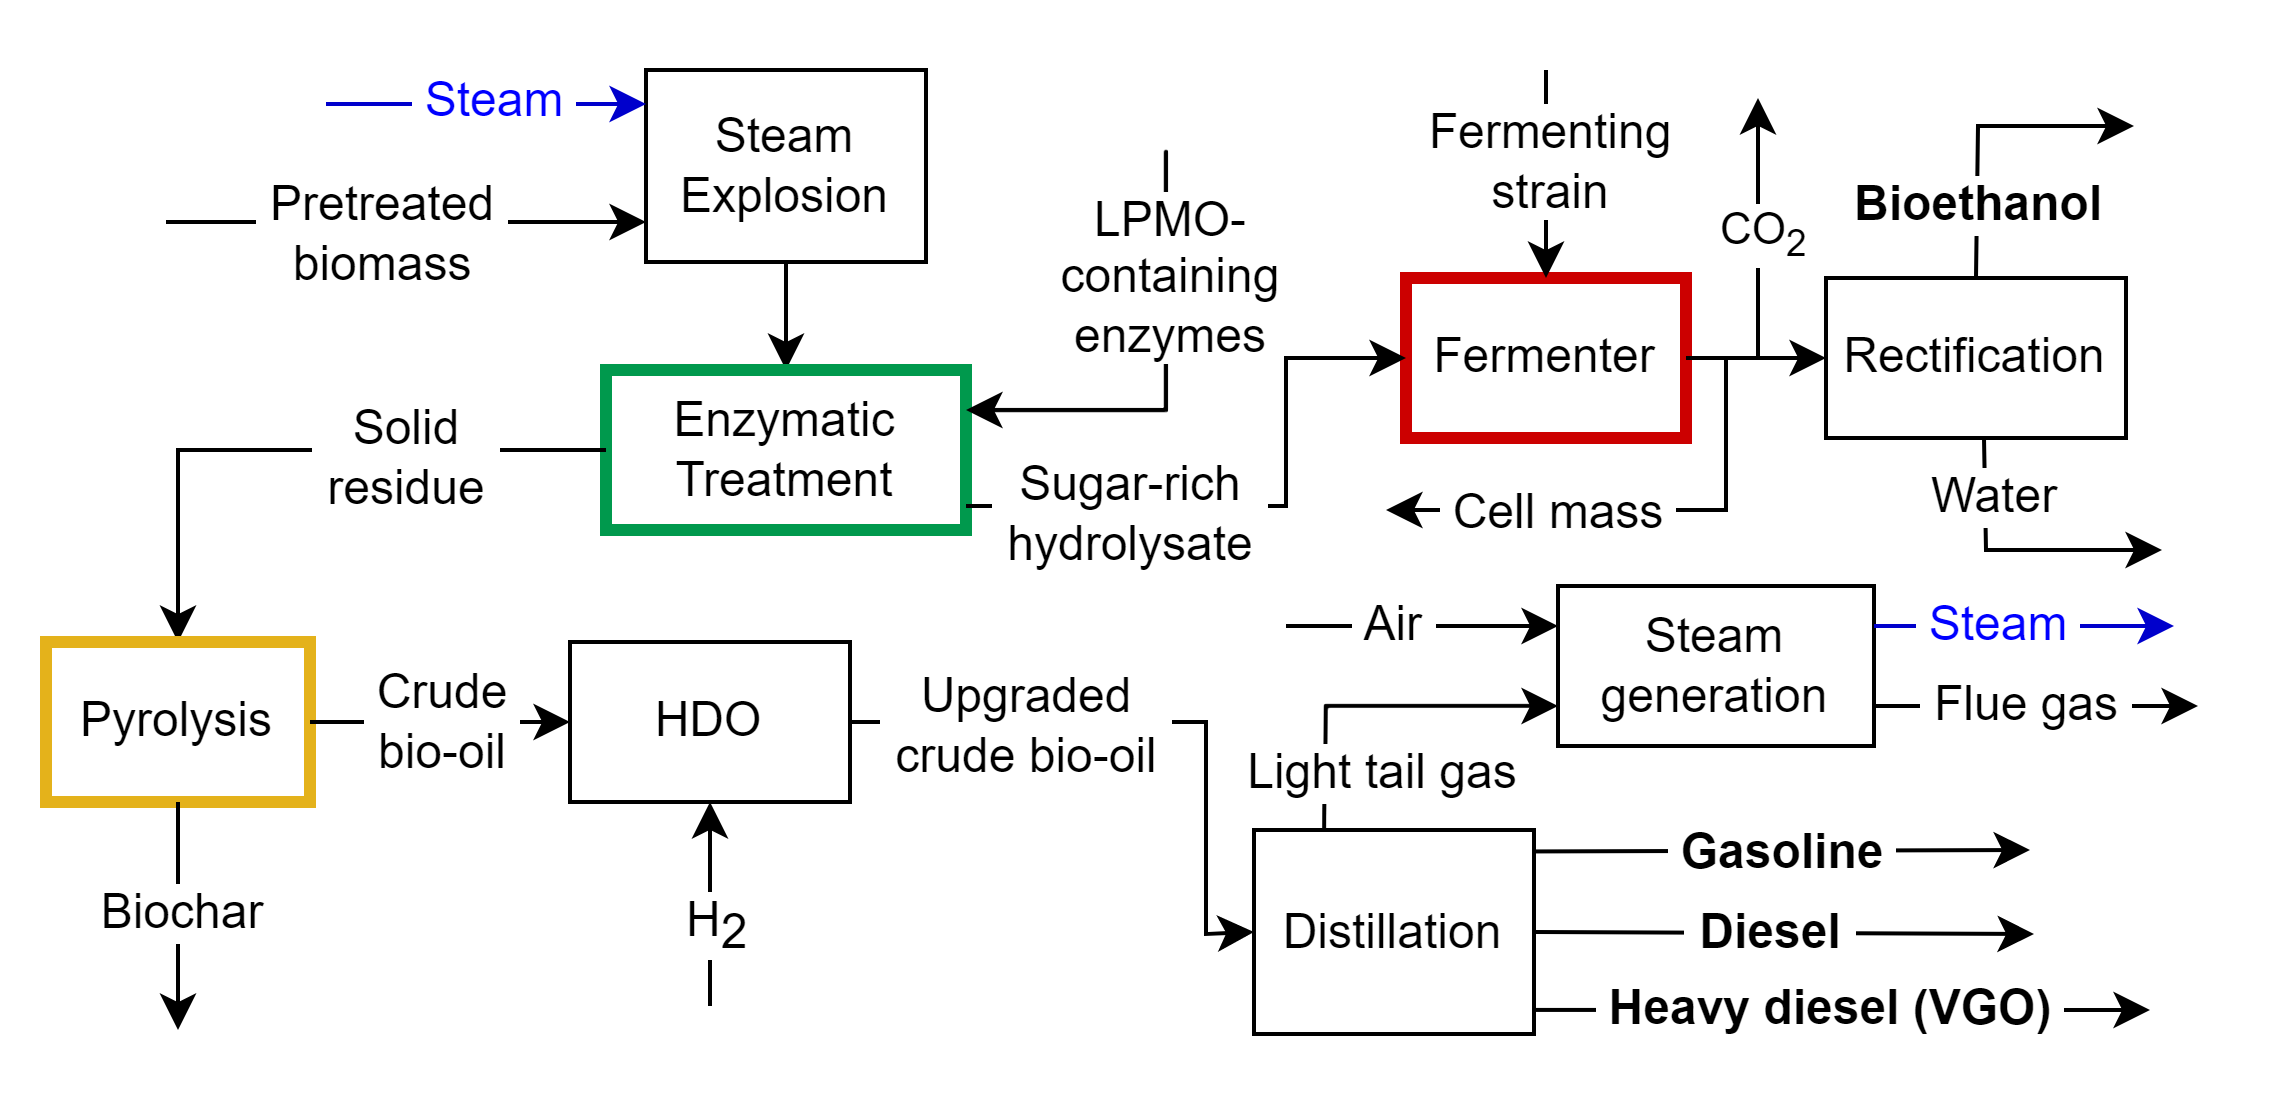 Steam
Steam
Explosion
Pretreated
biomass
LPMO-
containing
enzymes
Fermenting
strain
CO2
Bioethanol
Fermenter
Rectification
Enzymatic
Treatment
Solid
residue
Sugar-rich
hydrolysate
Cell mass
Water
Air
Steam
generation
Steam
Flue gas
Pyrolysis
Crude
bio-oil
HDO
Upgraded
crude bio-oil
Light tail gas
Biochar
H2
Distillation
Gasoline
Diesel
Heavy diesel (VGO)